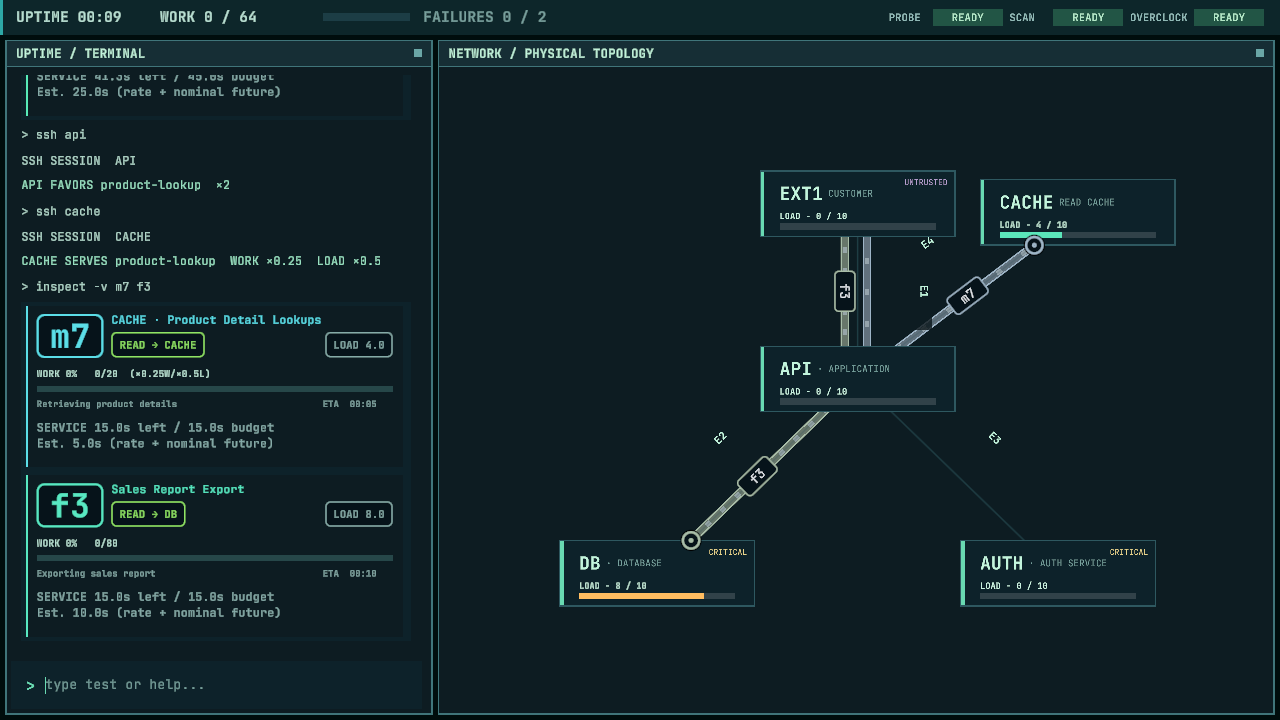 UPTIME 00:09 WORK 0 / 64 FAILURES 0 / 2 PROBE READY SCAN READY OVERCLOCK READY
UPTIME / TERMINAL
SERVICE 41.3s left / 45.0s budget
Est. 25.0s (rate + nominal future)
> ssh api
SSH SESSION API
API FAVORS product-lookup ×2
> ssh cache
SSH SESSION CACHE
CACHE SERVES product-lookup WORK ×0.25 LOAD ×0.5
> inspect -v m7 f3
m7 CACHE · Product Detail Lookups
READ → CACHE LOAD 4.0
WORK 0% 0/20 (×0.25W/×0.5L)
Retrieving product details ETA 00:05
SERVICE 15.0s left / 15.0s budget
Est. 5.0s (rate + nominal future)
f3 Sales Report Export
READ → DB LOAD 8.0
WORK 0% 0/80
Exporting sales report ETA 00:10
SERVICE 15.0s left / 15.0s budget
Est. 10.0s (rate + nominal future)
> type test or help...
NETWORK / PHYSICAL TOPOLOGY
UNTRUSTED
EXT1 CUSTOMER
LOAD - 0 / 10
CACHE READ CACHE
LOAD - 4 / 10
E4
f3
E1
m7
API · APPLICATION
LOAD - 0 / 10
E2
E3
f3
CRITICAL
DB · DATABASE
LOAD - 8 / 10
CRITICAL
AUTH · AUTH SERVICE
LOAD - 0 / 10